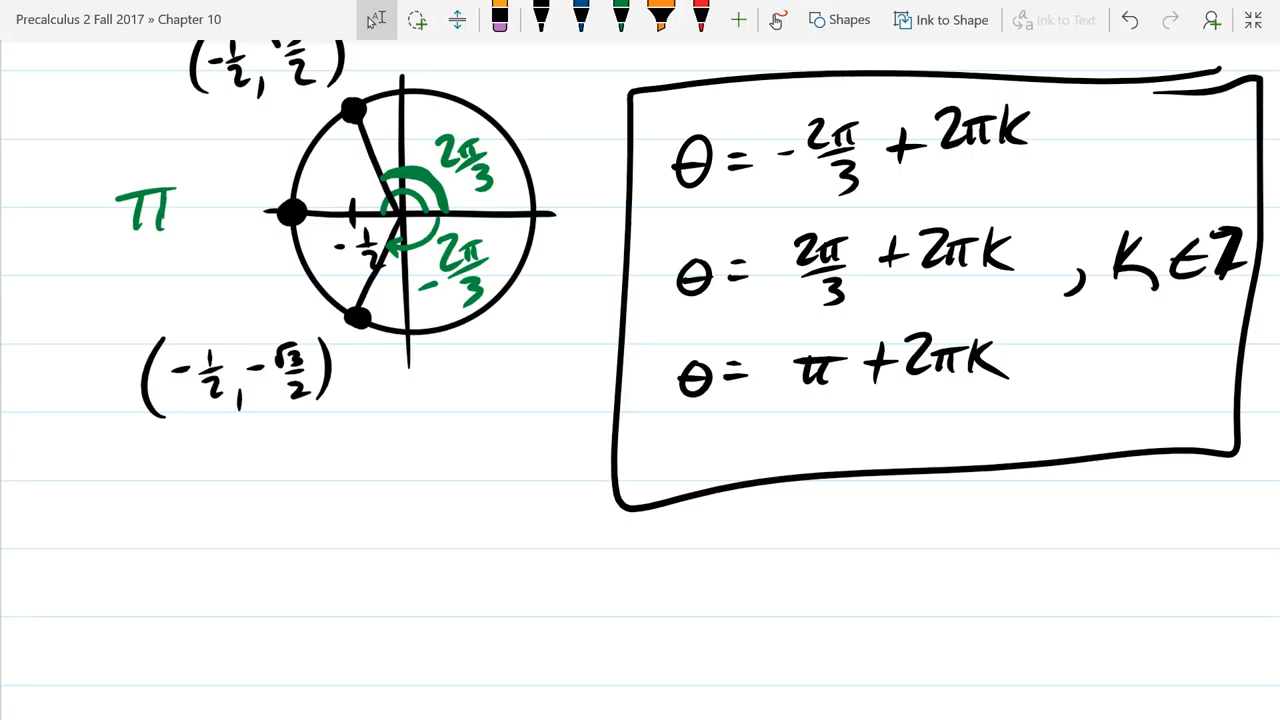 Precalculus 2 Fall 2017 » Chapter 10
Shapes
Ink to Shape
Ink to Text
(-1/2, /2)
2π/3
π
-1/2
-2π/3
(-1/2, -√3/2)
θ = -2π/3 + 2πk
θ = 2π/3 + 2πk , k ∈ Z
θ = π + 2πk